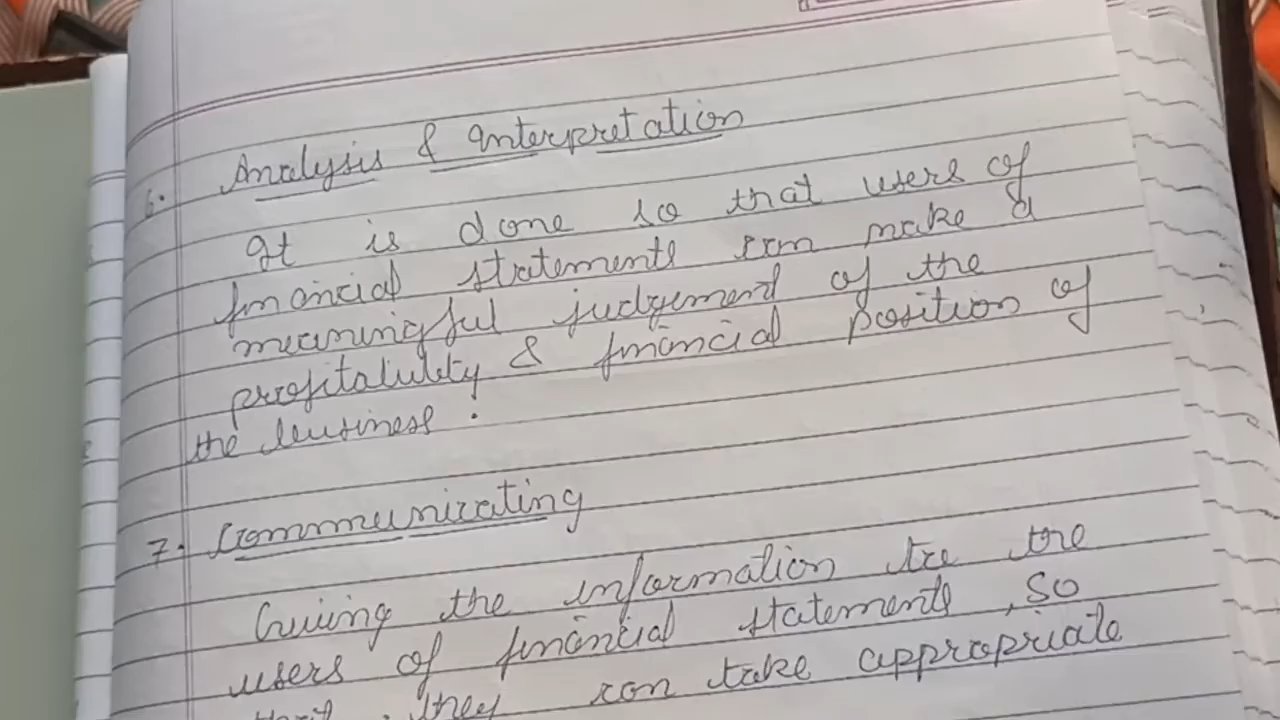 6. Analysis & Interpretation
It is done so that users of
financial statements can make a
meaningful judgement of the
profitability & financial position of
the business.
7. Communicating
Giving the information to the
users of financial statements, so
that they can take appropriate